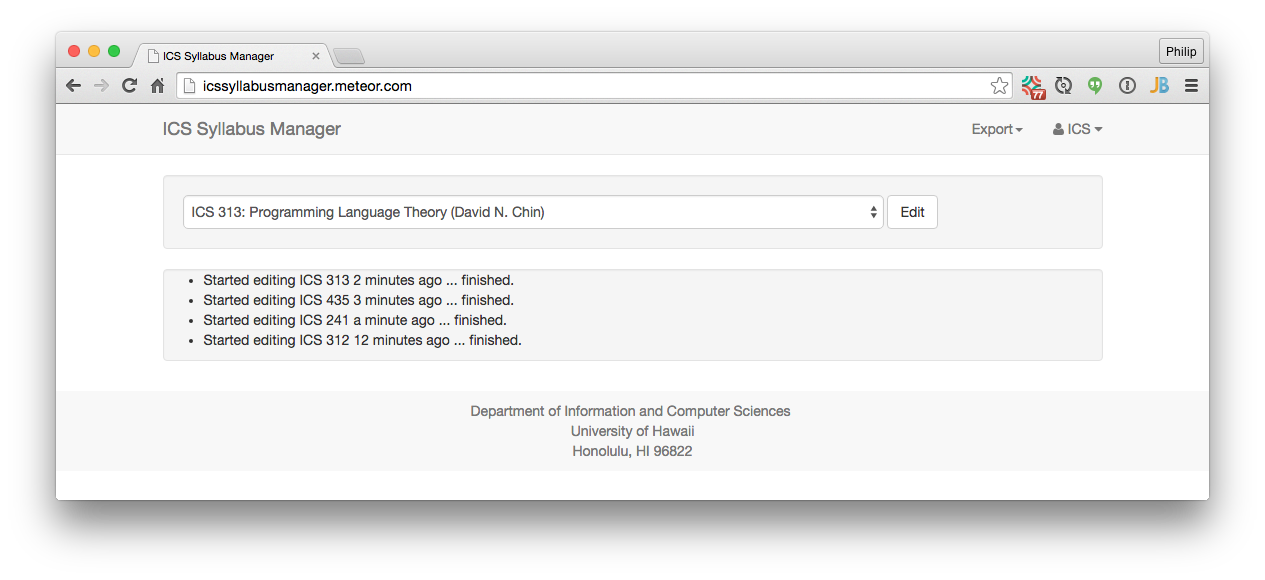 ICS Syllabus Manager
Philip
icssyllabusmanager.meteor.com
77
JB
ICS Syllabus Manager
Export
ICS
ICS 313: Programming Language Theory (David N. Chin)
Edit
Started editing ICS 313 2 minutes ago ... finished.
Started editing ICS 435 3 minutes ago ... finished.
Started editing ICS 241 a minute ago ... finished.
Started editing ICS 312 12 minutes ago ... finished.
Department of Information and Computer Sciences
University of Hawaii
Honolulu, HI 96822